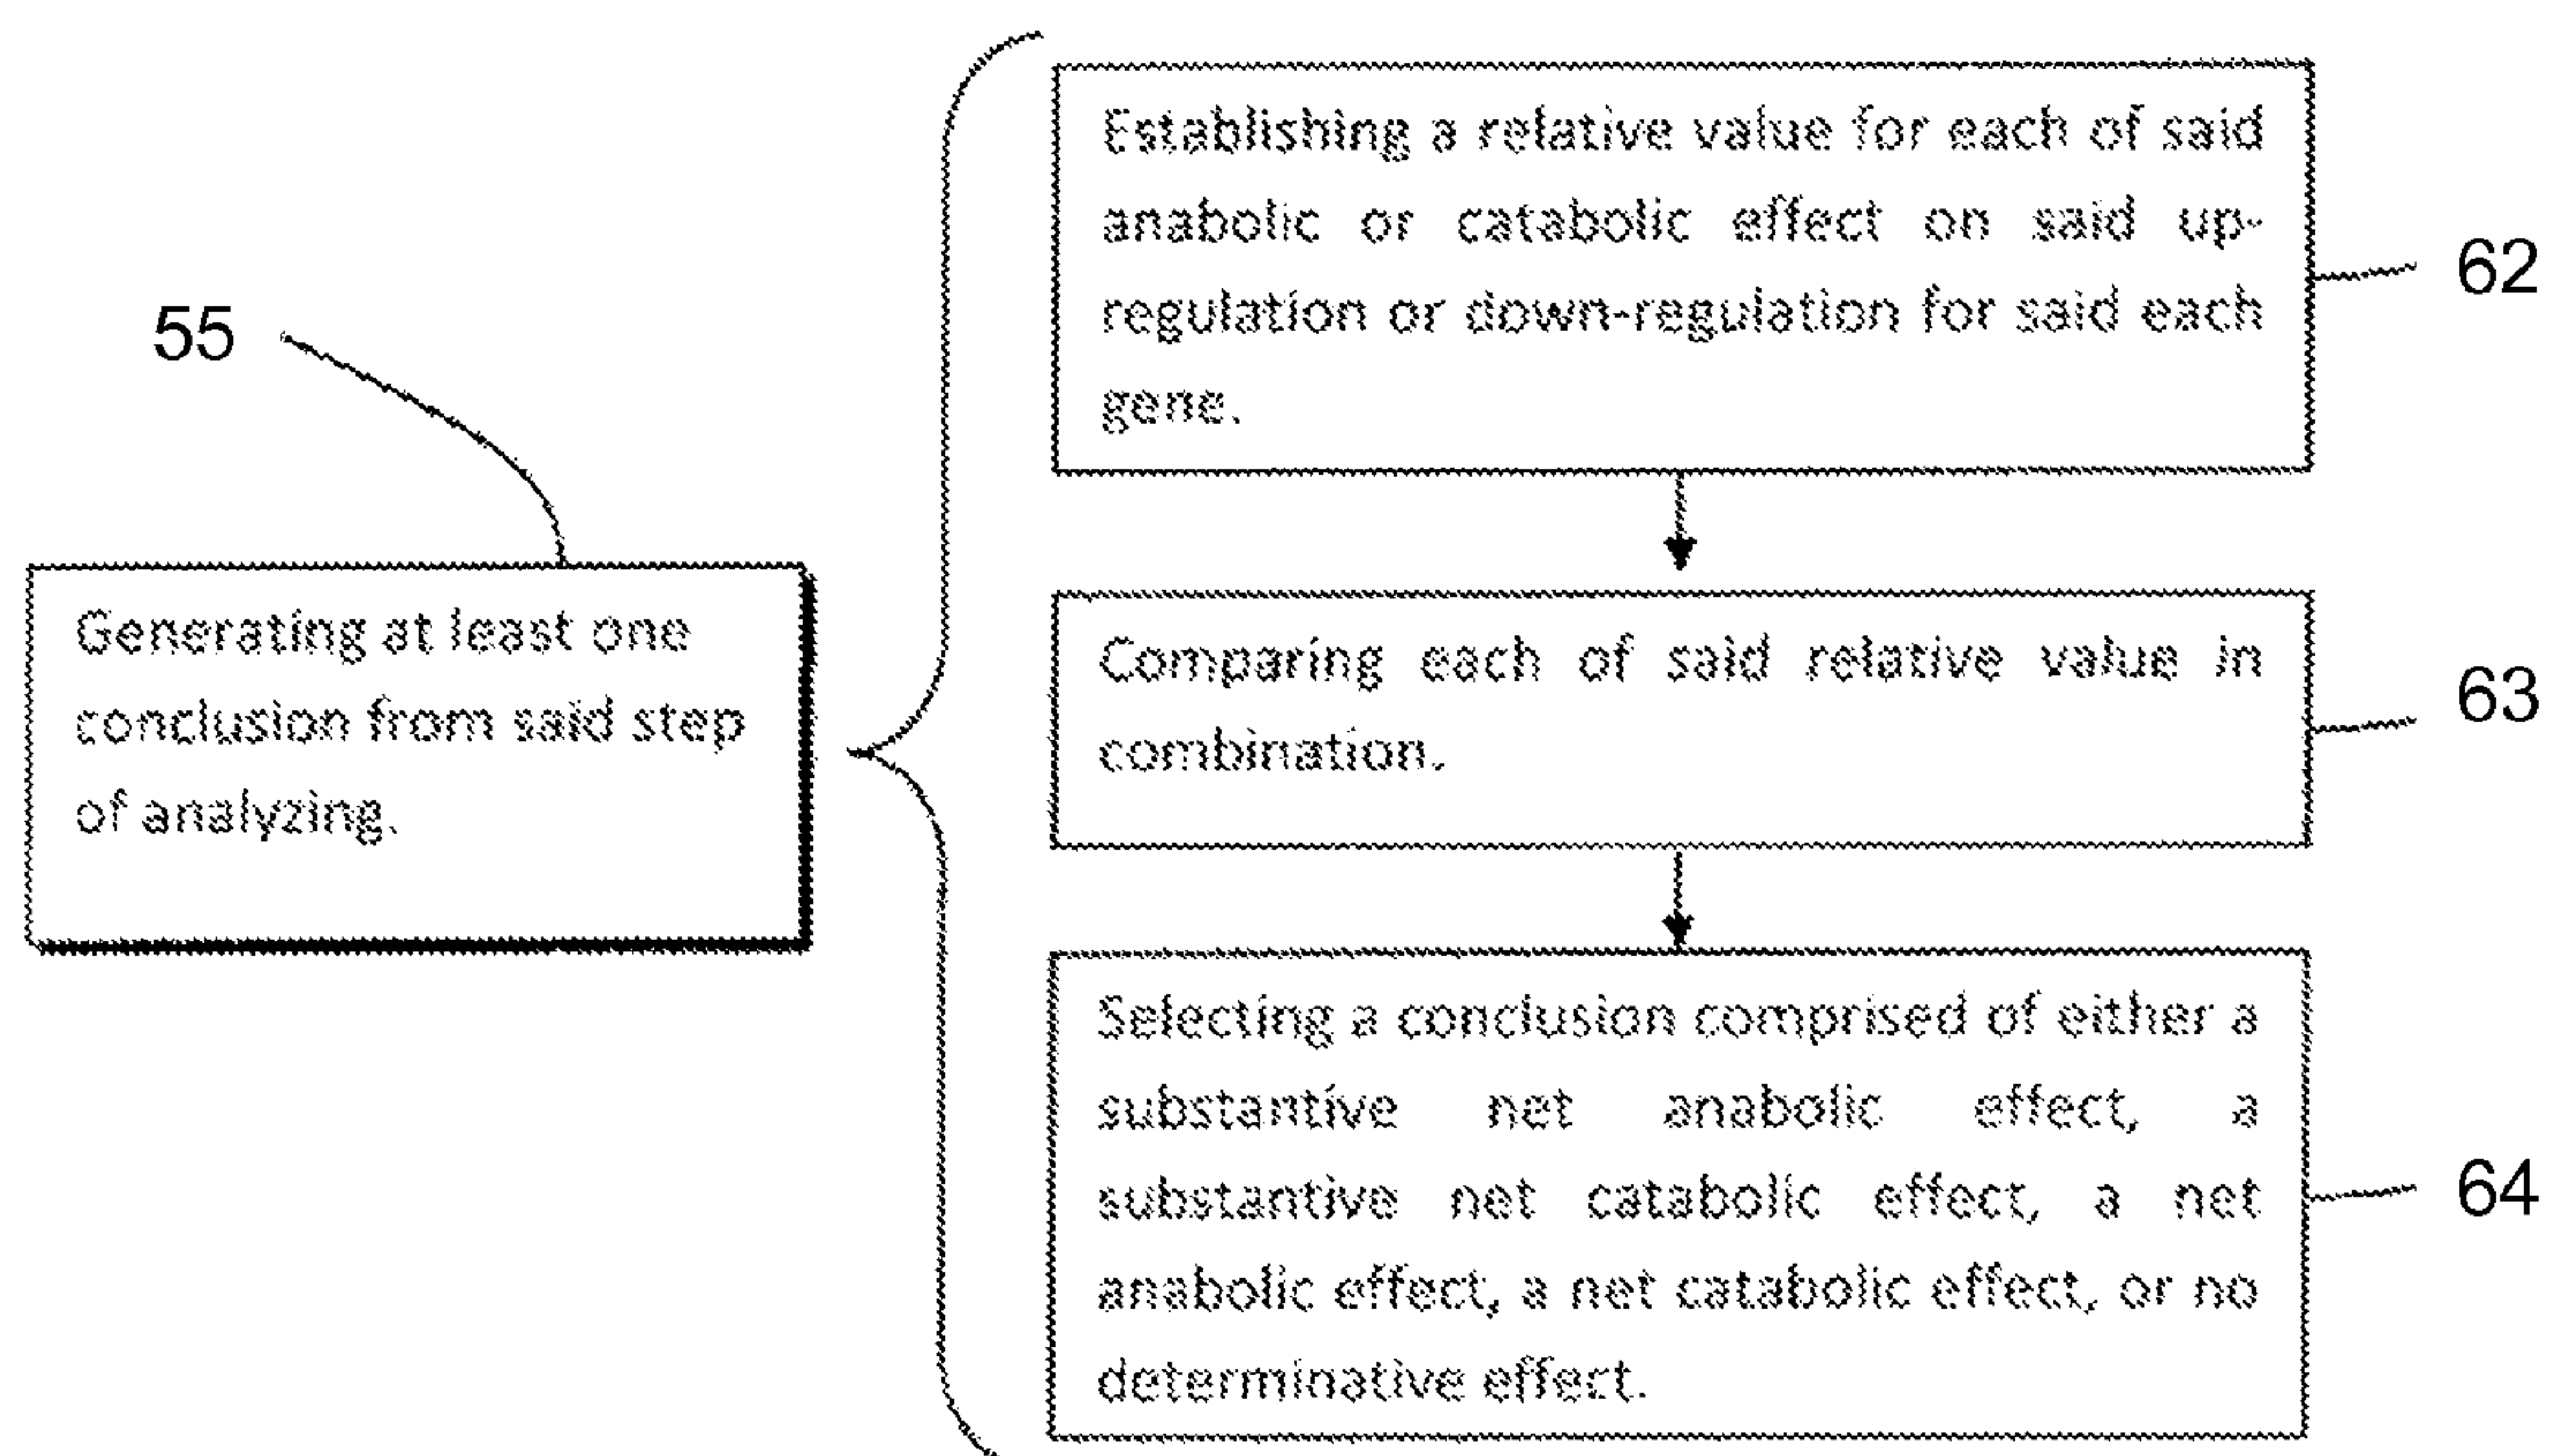 55
Generating at least one
conclusion from said step
of analyzing.
Establishing a relative value for each of said
anabolic or catabolic effect on said up-
regulation or down-regulation for said each
gene.
62
Comparing each of said relative value in
combination.
63
Selecting a conclusion comprised of either a
substantive net anabolic effect, a
substantive net catabolic effect, a net
anabolic effect, a net catabolic effect, or no
determinative effect.
64